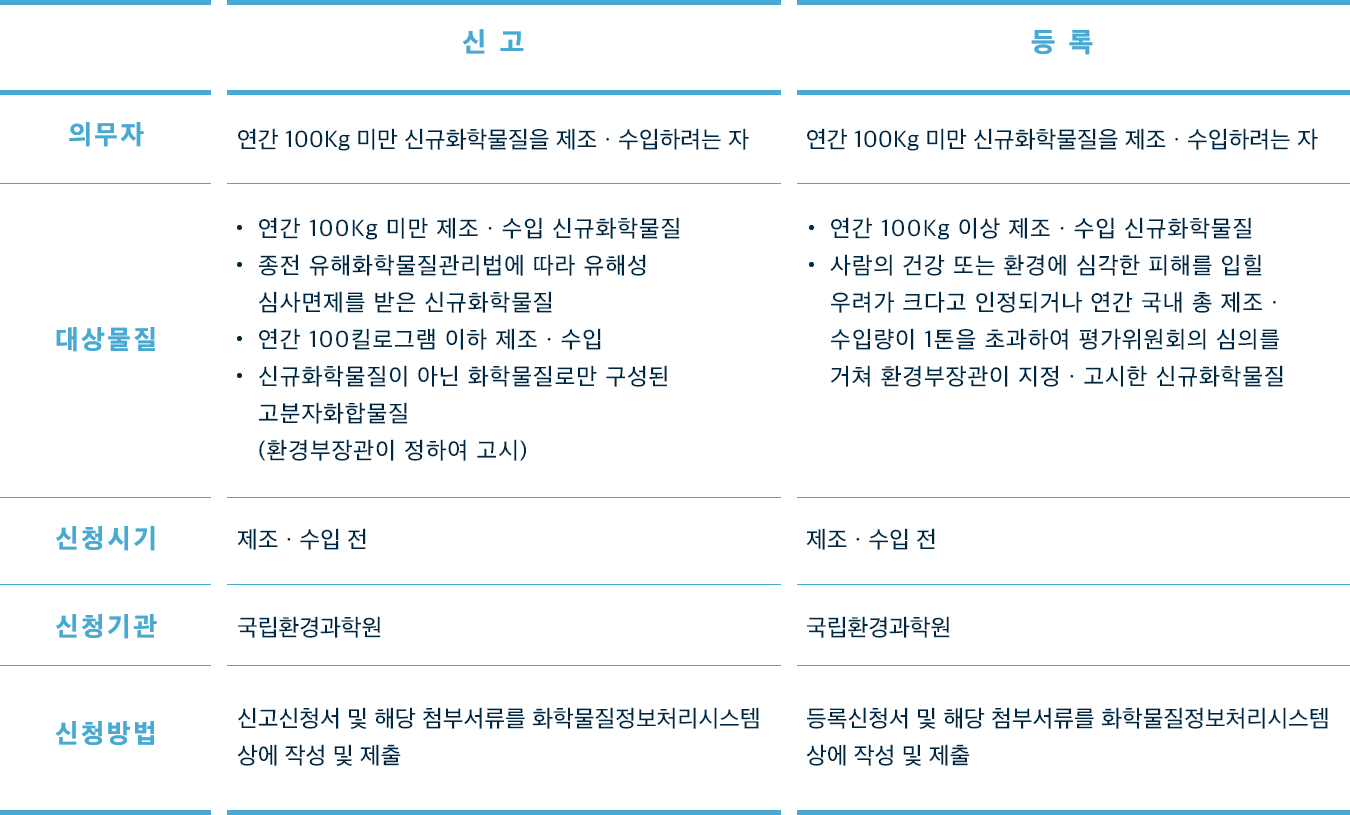 신 고
등 록
의무자
연간 100Kg 미만 신규화학물질을 제조 · 수입하려는 자
연간 100Kg 미만 신규화학물질을 제조 · 수입하려는 자
대상물질
• 연간 100Kg 미만 제조 · 수입 신규화학물질
• 종전 유해화학물질관리법에 따라 유해성
심사면제를 받은 신규화학물질
• 연간 100킬로그램 이하 제조 · 수입
• 신규화학물질이 아닌 화학물질로만 구성된
고분자화합물질
(환경부장관이 정하여 고시)
• 연간 100Kg 이상 제조 · 수입 신규화학물질
• 사람의 건강 또는 환경에 심각한 피해를 입힐
우려가 크다고 인정되거나 연간 국내 총 제조 ·
수입량이 1톤을 초과하여 평가위원회의 심의를
거쳐 환경부장관이 지정 · 고시한 신규화학물질
신청시기
제조 · 수입 전
제조 · 수입 전
신청기관
국립환경과학원
국립환경과학원
신청방법
신고신청서 및 해당 첨부서류를 화학물질정보처리시스템
상에 작성 및 제출
등록신청서 및 해당 첨부서류를 화학물질정보처리시스템
상에 작성 및 제출